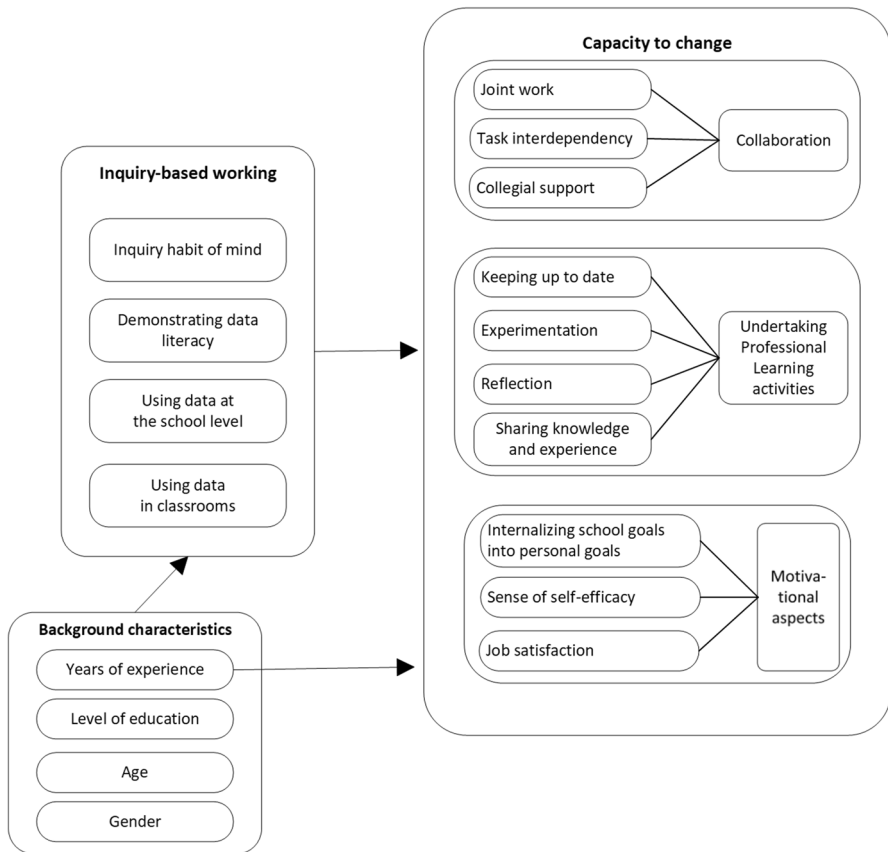 Inquiry-based working
Inquiry habit of mind
Demonstrating data
literacy
Using data at
the school level
Using data
in classrooms
Background characteristics
Years of experience
Level of education
Age
Gender
Capacity to change
Joint work
Task interdependency
Collegial support
Collaboration
Keeping up to date
Experimentation
Reflection
Sharing knowledge
and experience
Undertaking
Professional
Learning
activities
Internalizing school goals
into personal goals
Sense of self-efficacy
Job satisfaction
Motiva-
tional
aspects